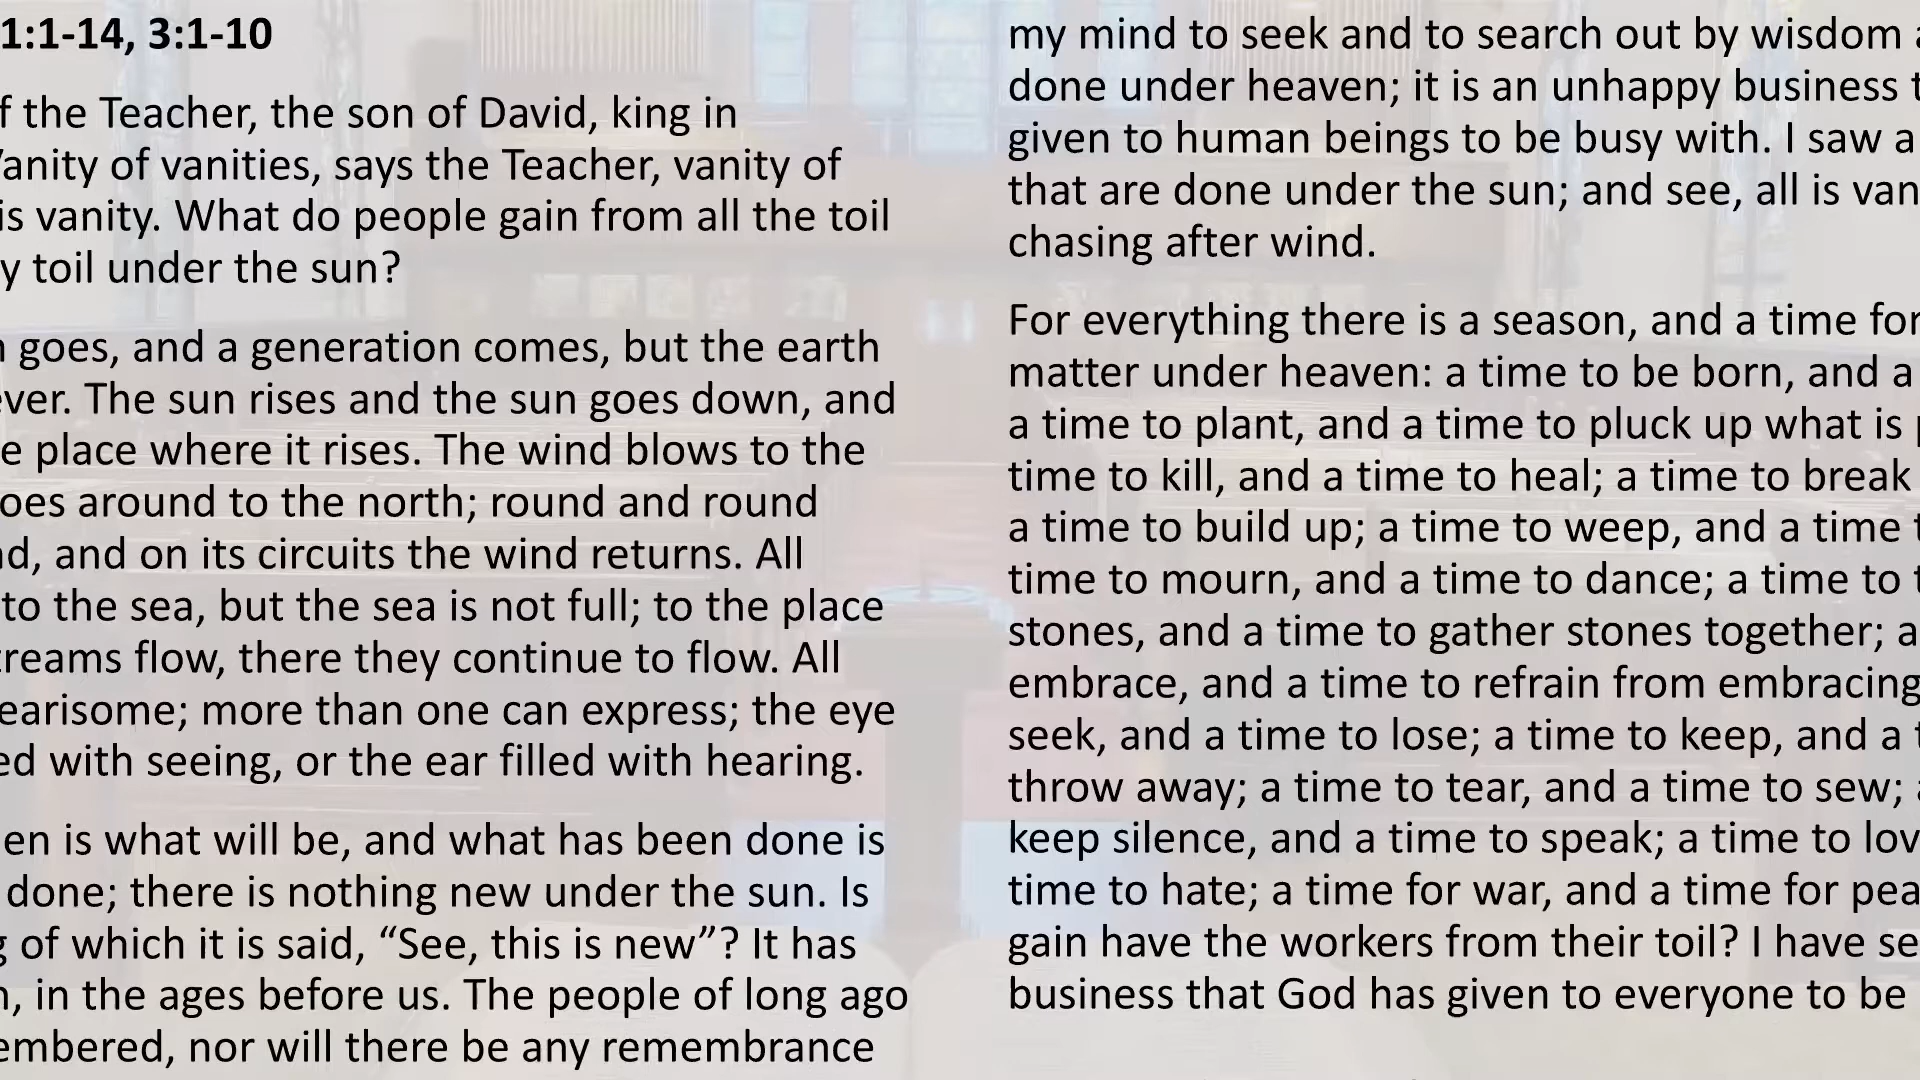 1:1-14, 3:1-10
f the Teacher, the son of David, king in
anity of vanities, says the Teacher, vanity of
is vanity. What do people gain from all the toil
y toil under the sun?
goes, and a generation comes, but the earth
ever. The sun rises and the sun goes down, and
e place where it rises. The wind blows to the
oes around to the north; round and round
d, and on its circuits the wind returns. All
to the sea, but the sea is not full; to the place
treams flow, there they continue to flow. All
earisome; more than one can express; the eye
ed with seeing, or the ear filled with hearing.
en is what will be, and what has been done is
done; there is nothing new under the sun. Is
g of which it is said, “See, this is new”? It has
, in the ages before us. The people of long ago
embered, nor will there be any remembrance
my mind to seek and to search out by wisdom a
done under heaven; it is an unhappy business t
given to human beings to be busy with. I saw a
that are done under the sun; and see, all is van
chasing after wind.
For everything there is a season, and a time for
matter under heaven: a time to be born, and a
a time to plant, and a time to pluck up what is p
time to kill, and a time to heal; a time to break
a time to build up; a time to weep, and a time t
time to mourn, and a time to dance; a time to t
stones, and a time to gather stones together; a
embrace, and a time to refrain from embracing
seek, and a time to lose; a time to keep, and a t
throw away; a time to tear, and a time to sew; a
keep silence, and a time to speak; a time to lov
time to hate; a time for war, and a time for pea
gain have the workers from their toil? I have se
business that God has given to everyone to be